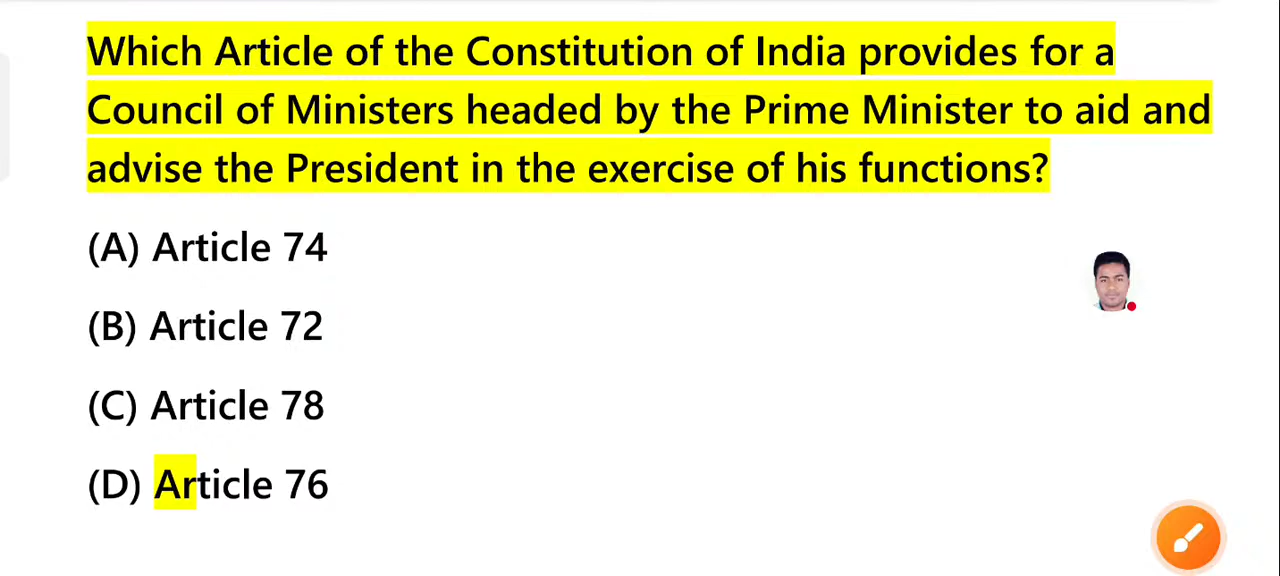 Which Article of the Constitution of India provides for a
Council of Ministers headed by the Prime Minister to aid and
advise the President in the exercise of his functions?
(A) Article 74
(B) Article 72
(C) Article 78
(D) Article 76